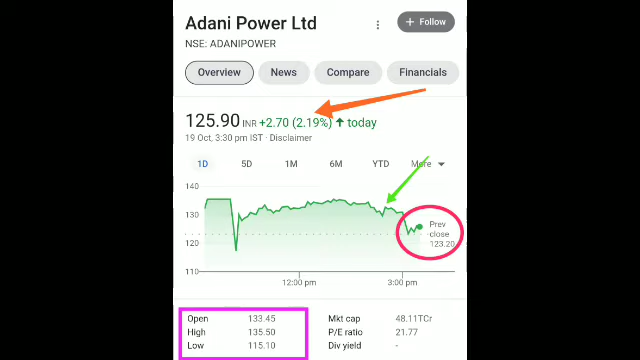 Adani Power Ltd
+ Follow
NSE: ADANIPOWER
Overview News Compare Financials
125.90 INR +2.70 (2.19%) ↑ today
19 Oct, 3:30 pm IST · Disclaimer
1D 5D 1M 6M YTD More
140
130
120
110
Prev
close
123.20
12:00 pm 3:00 pm
Open 133.45 Mkt cap 48.11TCr
High 135.50 P/E ratio 21.77
Low 115.10 Div yield -